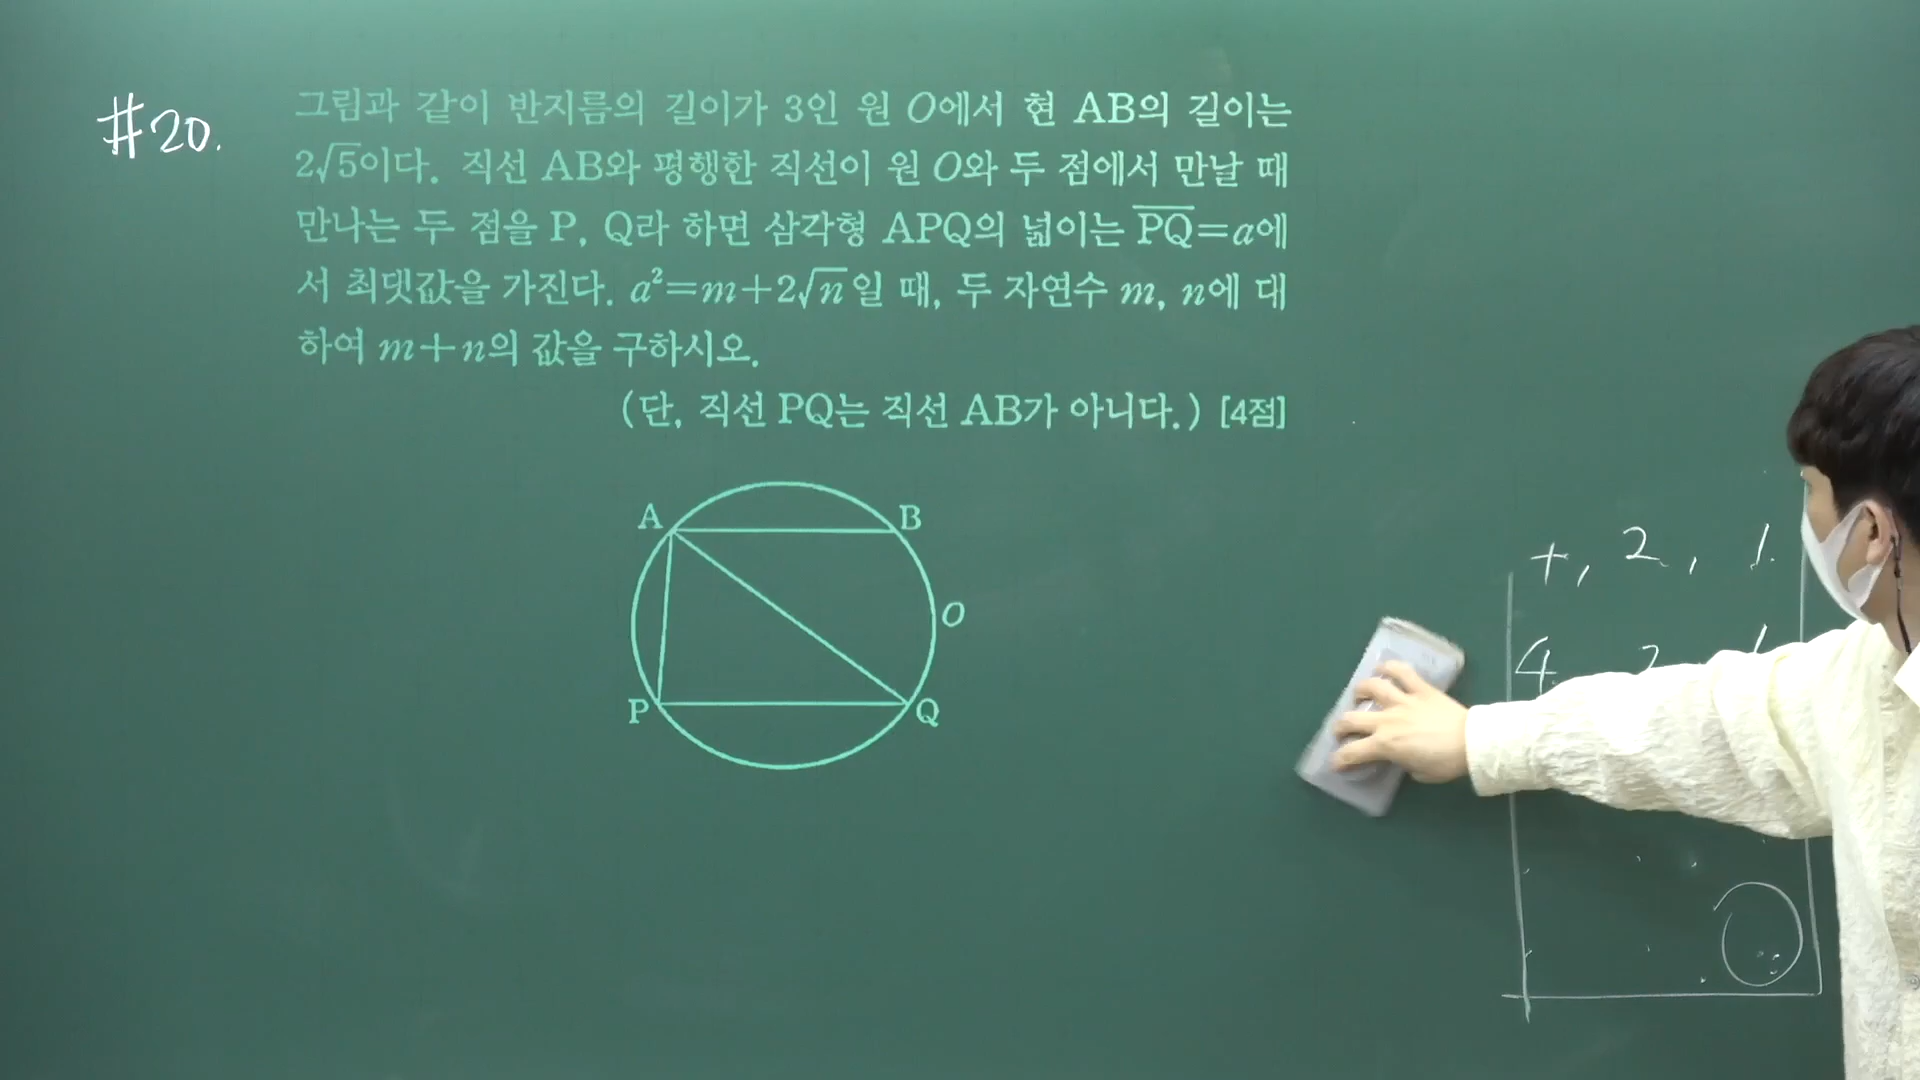 #20.
그림과 같이 반지름의 길이가 3인 원 O에서 현 AB의 길이는
2√5이다. 직선 AB와 평행한 직선이 원 O와 두 점에서 만날 때
만나는 두 점을 P, Q라 하면 삼각형 APQ의 넓이는 P̅Q̅=a에
서 최댓값을 가진다. a²=m+2√n일 때, 두 자연수 m, n에 대
하여 m+n의 값을 구하시오.
(단, 직선 PQ는 직선 AB가 아니다.) [4점]
A
B
O
P
Q
+, 2, 1
4